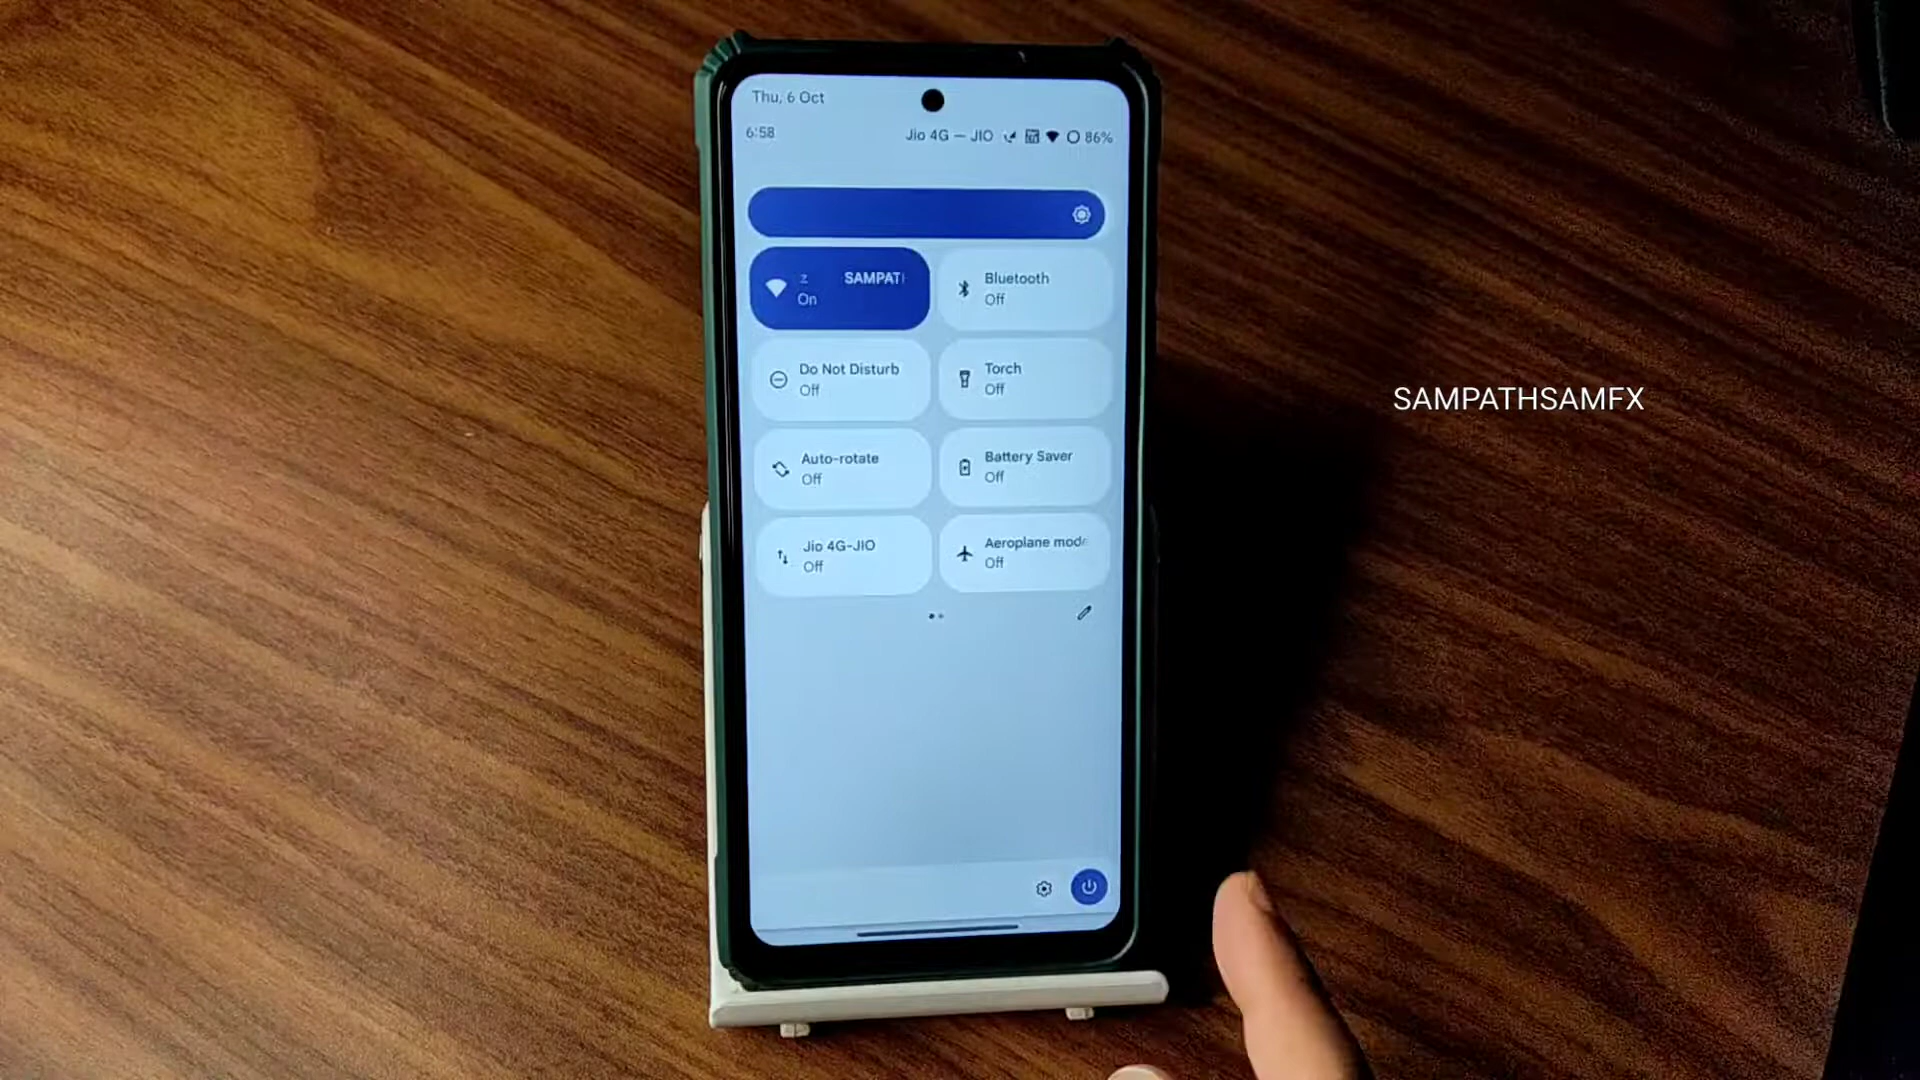 Thu, 6 Oct
6:58
Jio 4G — JIO
86%
SAMPAT
On
Bluetooth
Off
Do Not Disturb
Off
Torch
Off
Auto-rotate
Off
Battery Saver
Off
Jio 4G-JIO
Off
Aeroplane mode
Off
SAMPATHSAMFX